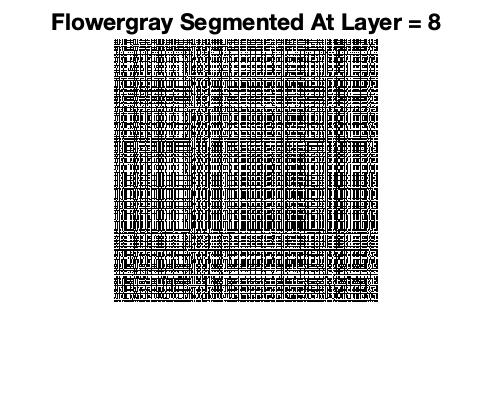 Flowergray Segmented At Layer = 8